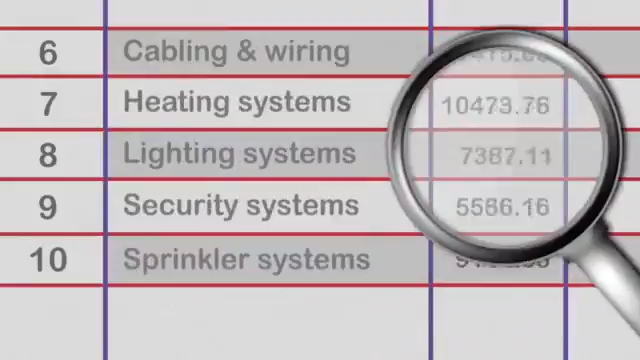 6 Cabling & wiring
7 Heating systems 10473.76
8 Lighting systems 7387.11
9 Security systems 5566.16
10 Sprinkler systems